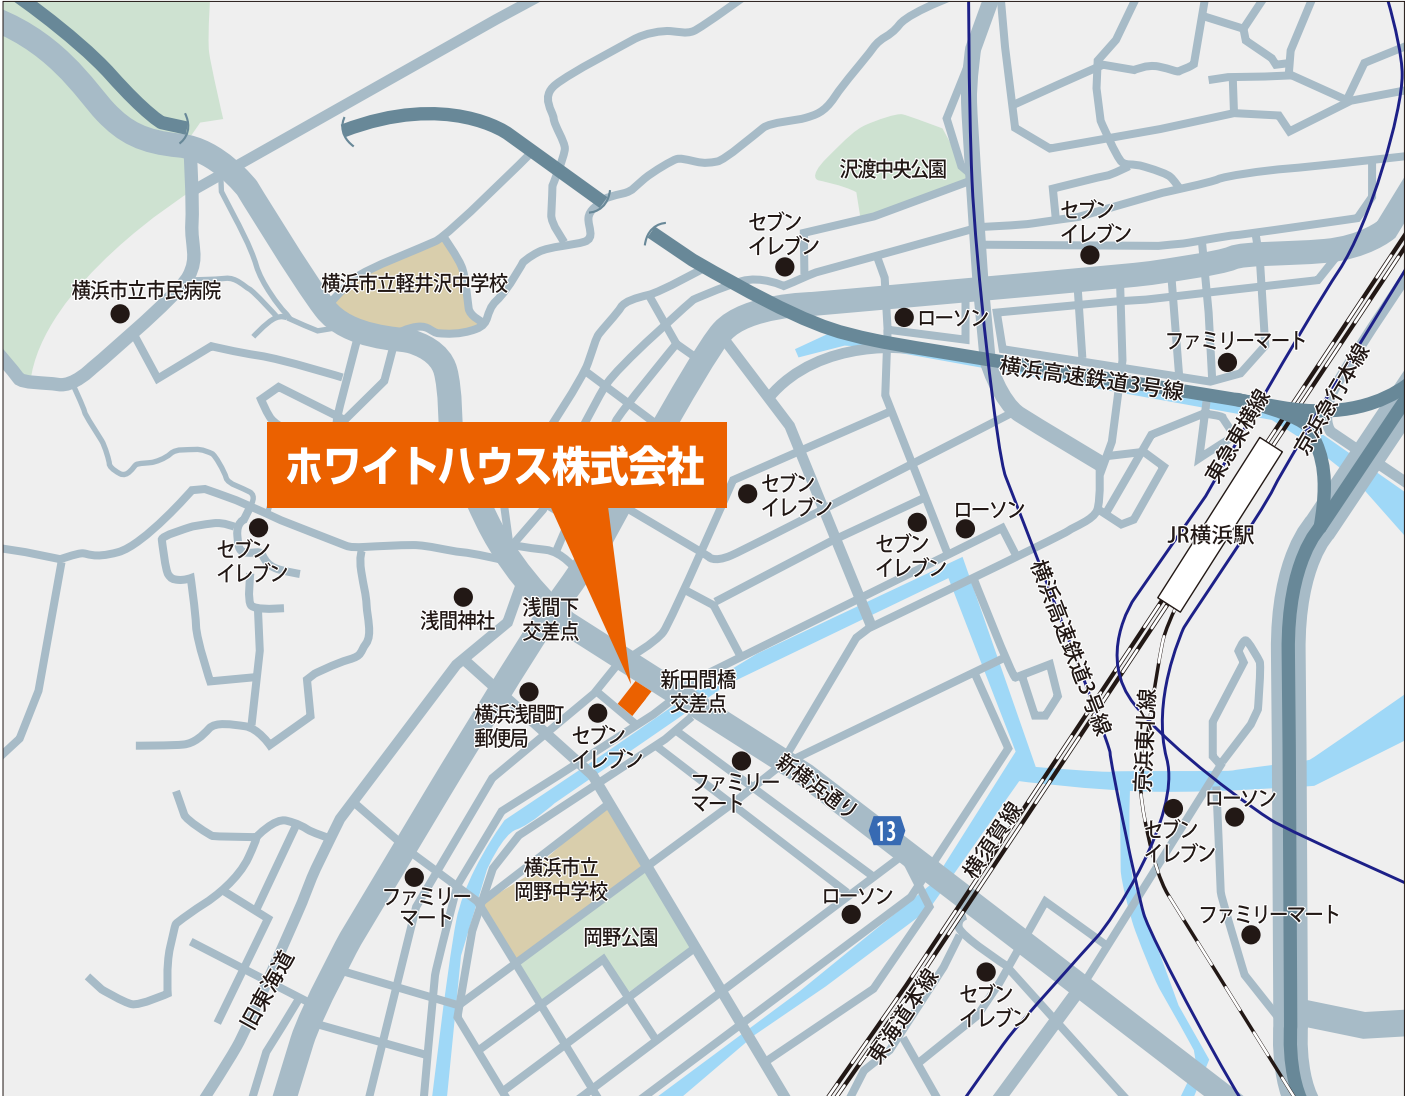 沢渡中央公園
セブン
イレブン
セブン
イレブン
横浜市立軽井沢中学校
横浜市立市民病院
ローソン
ファミリーマート
横浜高速鉄道3号線
東急東横線
京浜急行本線
ホワイトハウス株式会社
セブン
イレブン
セブン
イレブン
ローソン
セブン
イレブン
JR横浜駅
浅間神社
浅間下
交差点
横浜高速鉄道3号線
新田間橋
交差点
横浜浅間町
郵便局
セブン
イレブン
ファミリー
マート
新横浜通り
13
京浜東北線
横須賀線
セブン
イレブン
ローソン
横浜市立
岡野中学校
ファミリー
マート
ローソン
ファミリーマート
岡野公園
旧東海道
東海道本線
セブン
イレブン